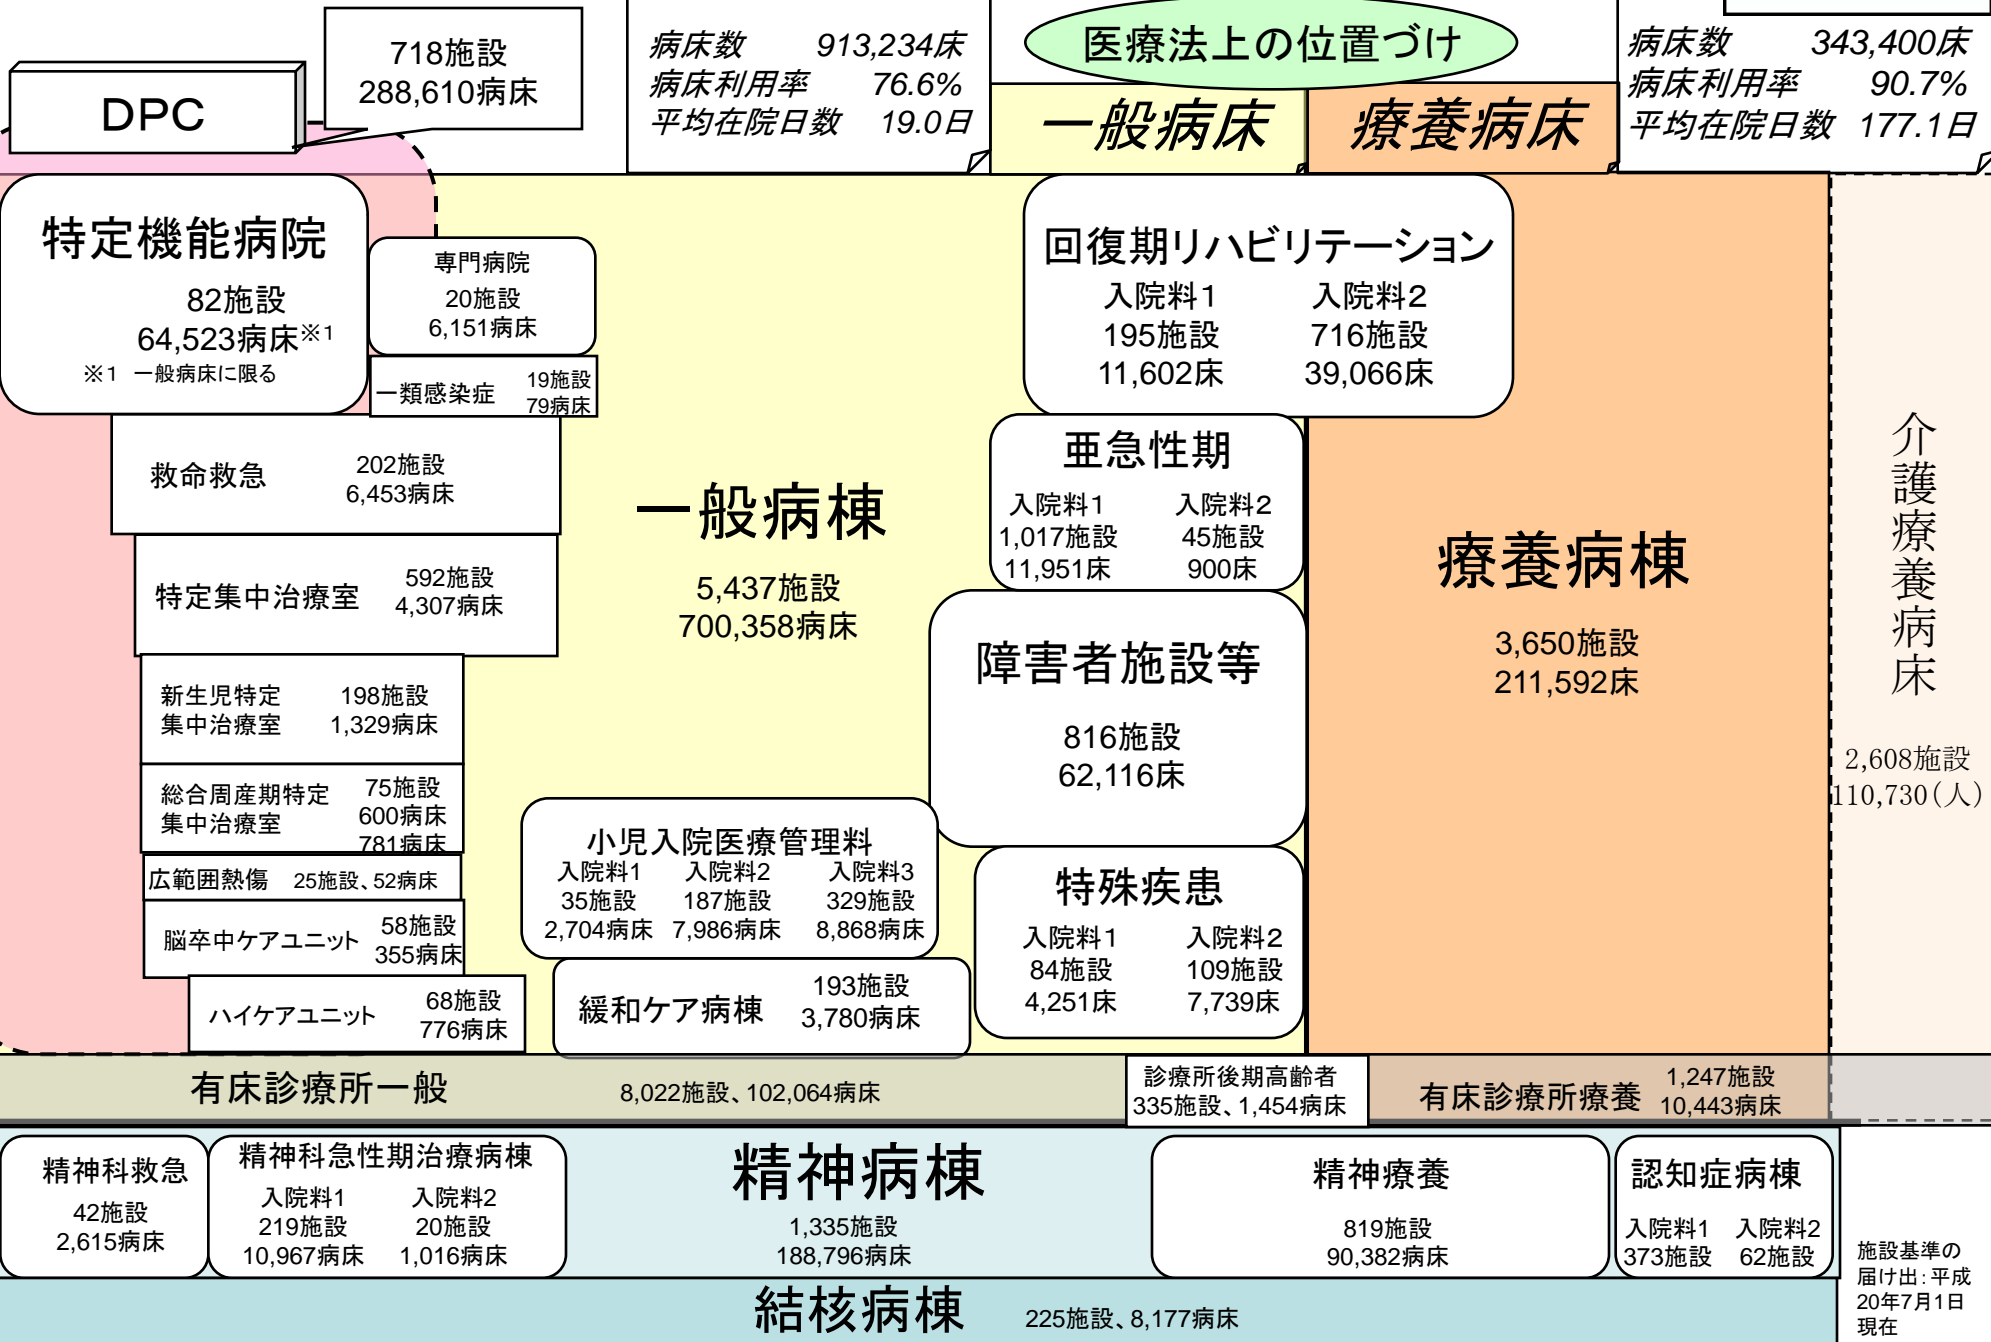 718施設
288,610病床
DPC
病床数 913,234床
病床利用率 76.6%
平均在院日数 19.0日
医療法上の位置づけ
一般病床
療養病床
病床数 343,400床
病床利用率 90.7%
平均在院日数 177.1日
特定機能病院
82施設
64,523病床※1
※1 一般病床に限る
専門病院
20施設
6,151病床
一類感染症
19施設
79病床
救命救急
202施設
6,453病床
特定集中治療室
592施設
4,307病床
新生児特定
集中治療室
198施設
1,329病床
総合周産期特定
集中治療室
75施設
600病床
781病床
広範囲熱傷 25施設、52病床
脳卒中ケアユニット
58施設
355病床
ハイケアユニット
68施設
776病床
一般病棟
5,437施設
700,358病床
回復期リハビリテーション
入院料1 入院料2
195施設 716施設
11,602床 39,066床
亜急性期
入院料1 入院料2
1,017施設 45施設
11,951床 900床
障害者施設等
816施設
62,116床
小児入院医療管理料
入院料1 入院料2 入院料3
35施設 187施設 329施設
2,704病床 7,986病床 8,868病床
特殊疾患
入院料1 入院料2
84施設 109施設
4,251床 7,739床
緩和ケア病棟
193施設
3,780病床
療養病棟
3,650施設
211,592床
介護療養病床
2,608施設
110,730(人)
有床診療所一般 8,022施設、102,064病床
診療所後期高齢者
335施設、1,454病床
有床診療所療養
1,247施設
10,443病床
精神科救急
42施設
2,615病床
精神科急性期治療病棟
入院料1 入院料2
219施設 20施設
10,967病床 1,016病床
精神病棟
1,335施設
188,796病床
精神療養
819施設
90,382病床
認知症病棟
入院料1 入院料2
373施設 62施設
結核病棟 225施設、8,177病床
施設基準の
届け出:平成
20年7月1日
現在